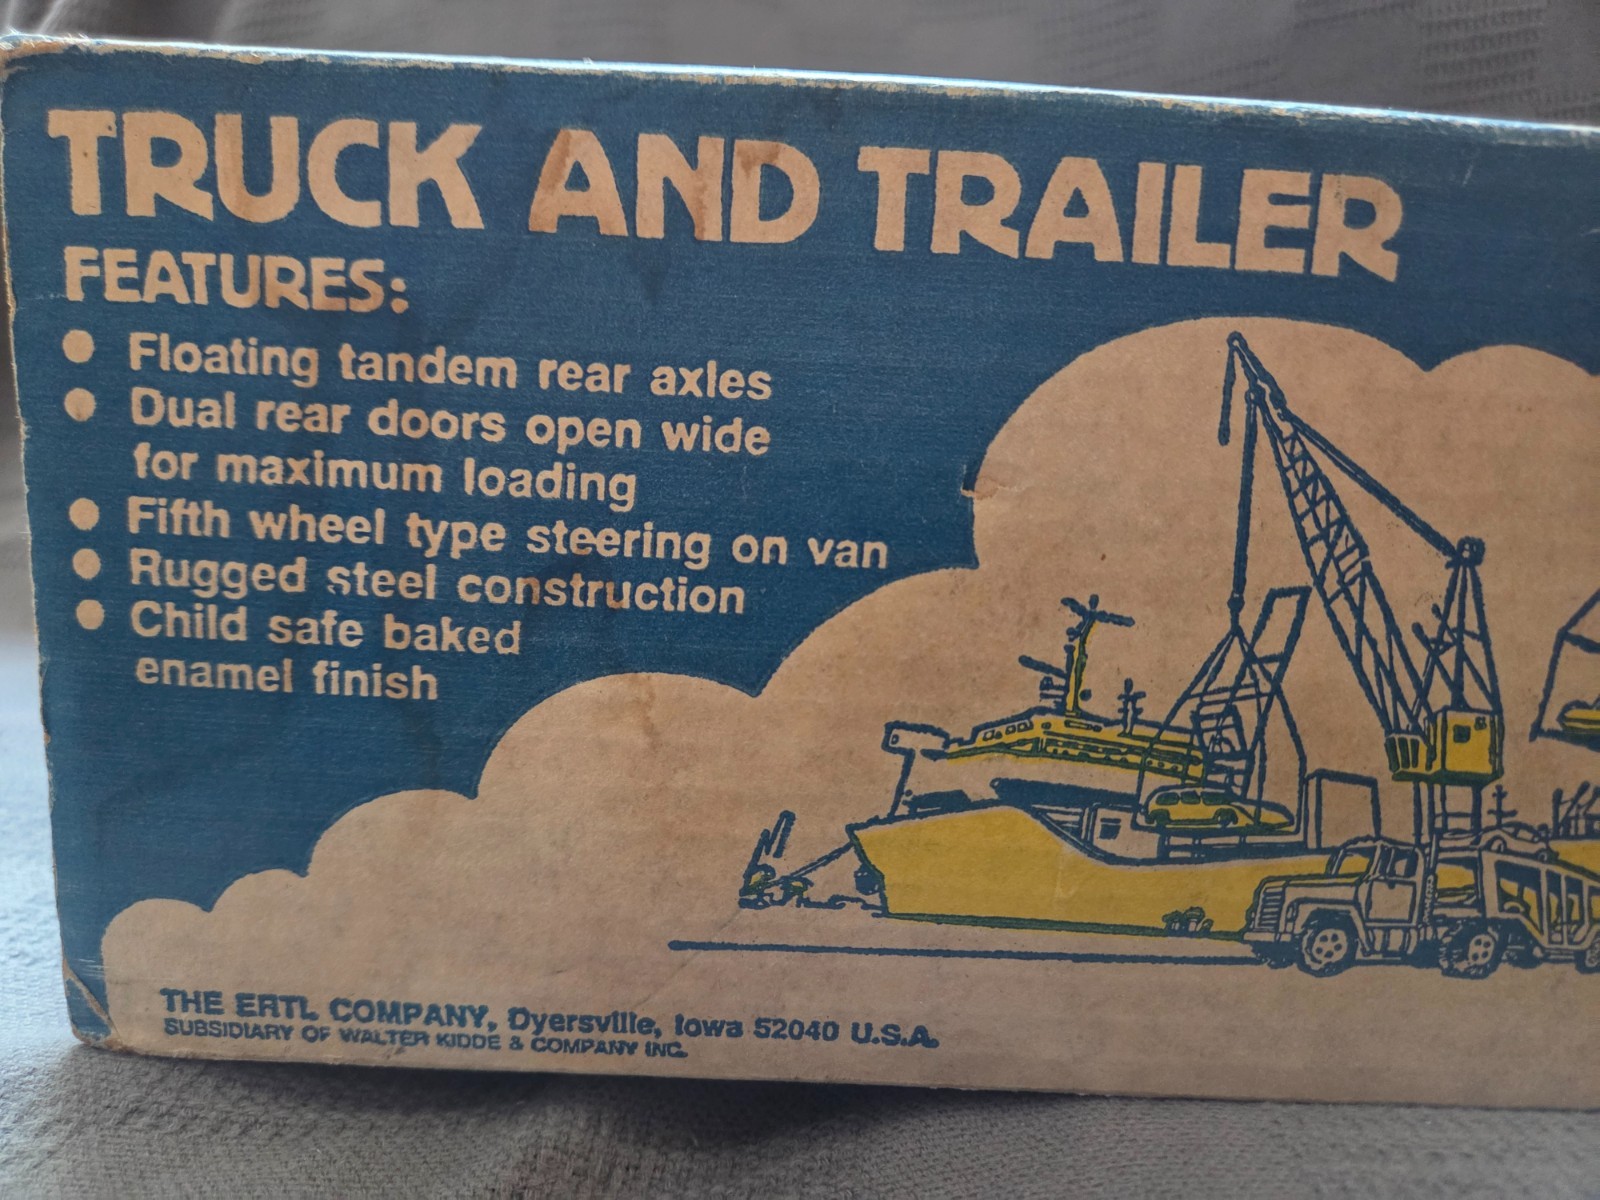 TRUCK AND TRAILER
FEATURES:
● Floating tandem rear axles
● Dual rear doors open wide
for maximum loading
● Fifth wheel type steering on van
● Rugged steel construction
● Child safe baked
enamel finish
THE ERTL COMPANY, Dyersville, Iowa 52040 U.S.A.
SUBSIDIARY OF WALTER KIDDE & COMPANY INC.